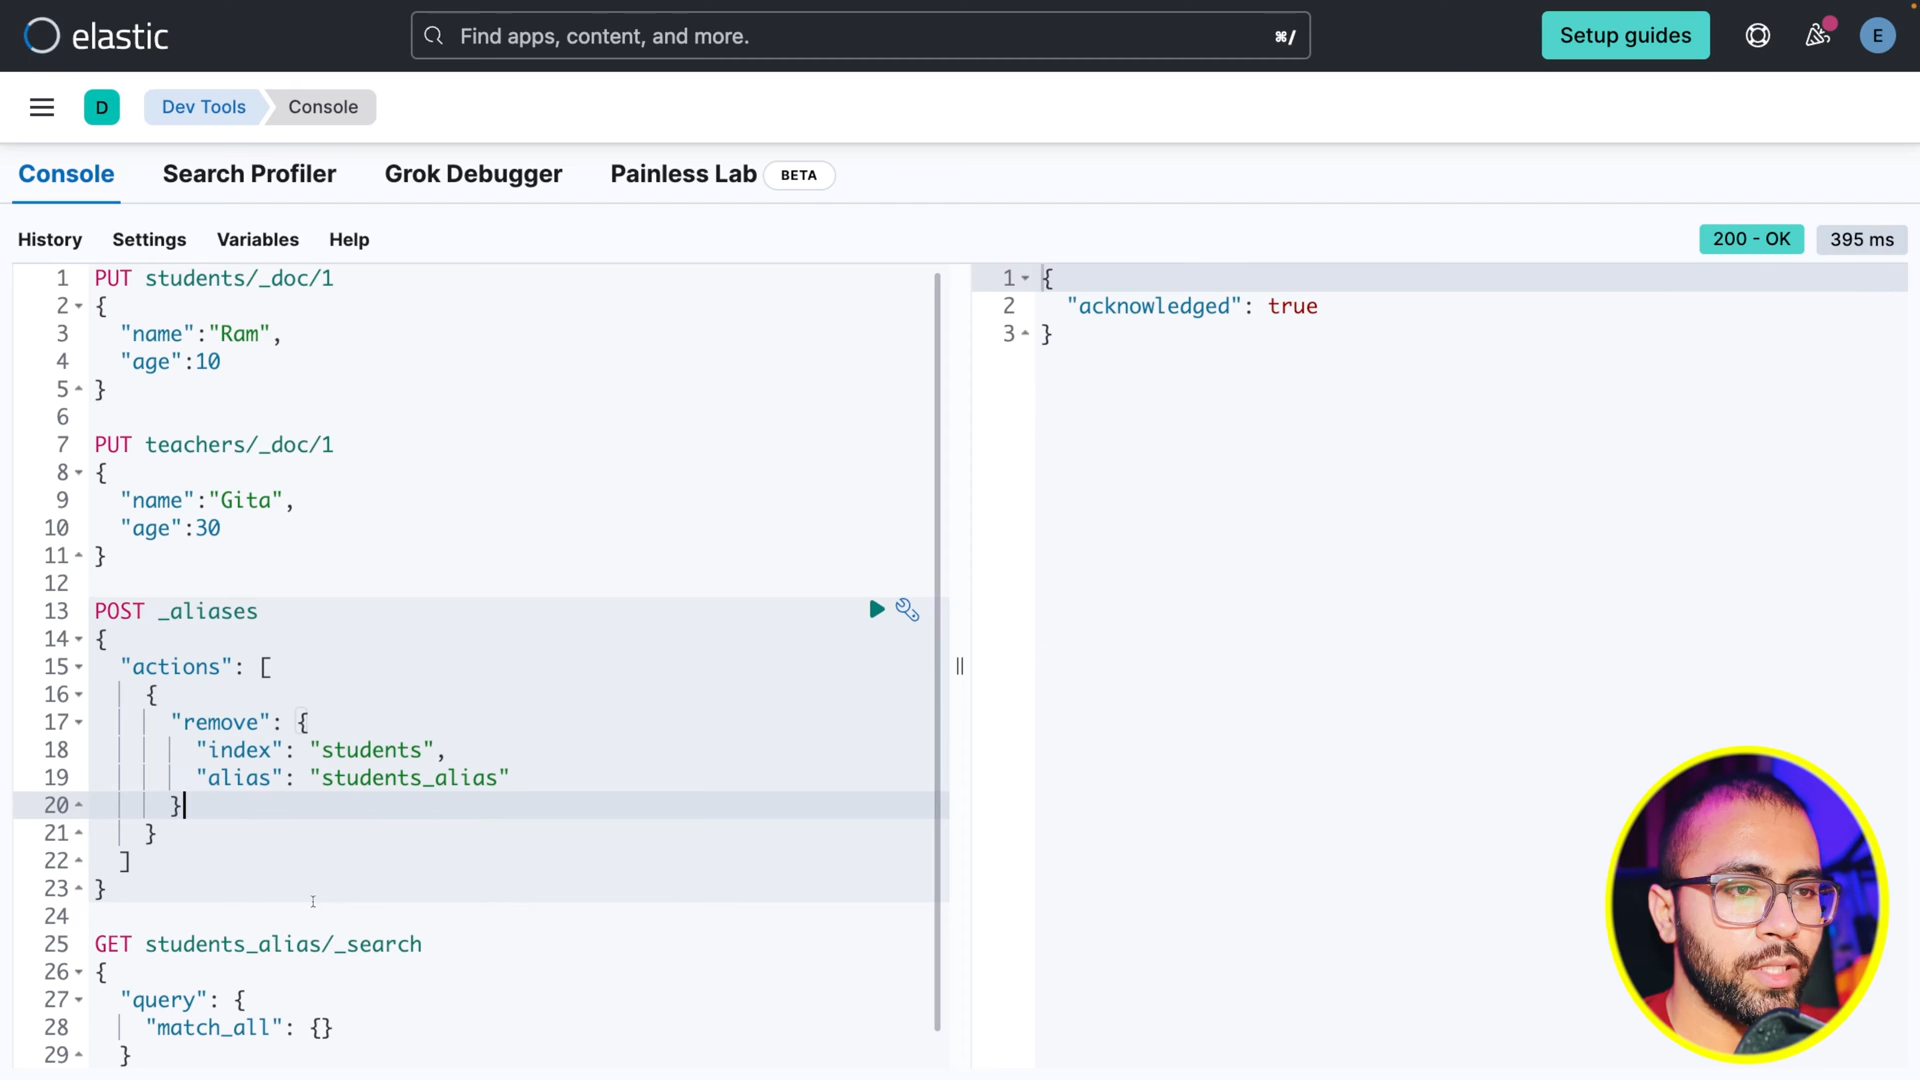 elastic
Find apps, content, and more.
⌘/
Setup guides
E
D
Dev Tools
Console
Console
Search Profiler
Grok Debugger
Painless Lab
BETA
History
Settings
Variables
Help
200 - OK
395 ms
1 PUT students/_doc/1
2 {
3 "name":"Ram",
4 "age":10
5 }
6
7 PUT teachers/_doc/1
8 {
9 "name":"Gita",
10 "age":30
11 }
12
13 POST _aliases
14 {
15 "actions": [
16 {
17 "remove": {
18 "index": "students",
19 "alias": "students_alias"
20 }
21 }
22 ]
23 }
24
25 GET students_alias/_search
26 {
27 "query": {
28 "match_all": {}
29 }
1 {
2 "acknowledged": true
3 }